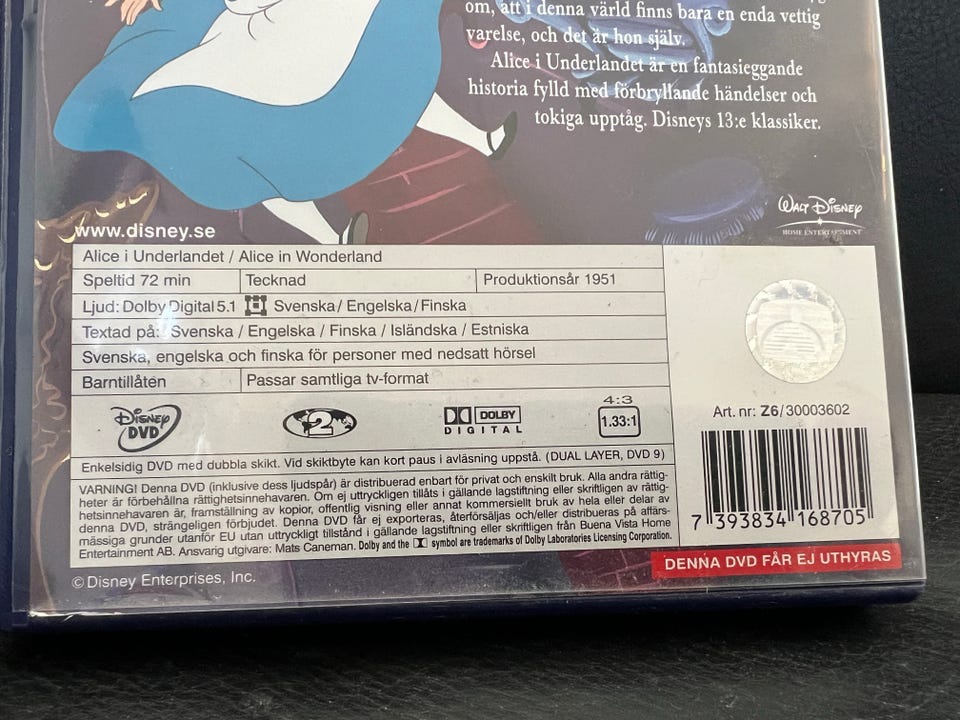 om, att i denna värld finns bara en enda vettig
varelse, och det är hon själv.
Alice i Underlandet är en fantasieggande
historia fylld med förbryllande händelser och
tokiga upptåg. Disneys 13:e klassiker.
WALT DISNEY
HOME ENTERTAINMENT
www.disney.se
Alice i Underlandet / Alice in Wonderland
Speltid 72 min Tecknad Produktionsår 1951
Ljud: Dolby Digital 5.1 Svenska/Engelska/Finska
Textad på: Svenska / Engelska / Finska / Isländska / Estniska
Svenska, engelska och finska för personer med nedsatt hörsel
Barntillåten Passar samtliga tv-format
Disney DVD
2
DOLBY DIGITAL
4:3
1.33:1
Art. nr: Z6/30003602
Enkelsidig DVD med dubbla skikt. Vid skiktbyte kan kort paus i avläsning uppstå. (DUAL LAYER, DVD 9)
VARNING! Denna DVD (inklusive dess ljudspår) är distribuerad enbart för privat och enskilt bruk. Alla andra rättig-
heter är förbehållna rättighetsinnehavaren. Om ej uttryckligen tillåts i gällande lagstiftning eller skriftligen av rättig-
hetsinnehavaren är, framställning av kopior, offentlig visning eller annat kommersiellt bruk av hela eller delar av
denna DVD, strängeligen förbjudet. Denna DVD får ej exporteras, återförsäljas och/eller distribueras på affärs-
mässiga grunder utanför EU utan uttryckligt tillstånd i gällande lagstiftning eller skriftligen från Buena Vista Home
Entertainment AB. Ansvarig utgivare: Mats Caneman. Dolby and the symbol are trademarks of Dolby Laboratories Licensing Corporation.
7 393834 168705
DENNA DVD FÅR EJ UTHYRAS
© Disney Enterprises, Inc.